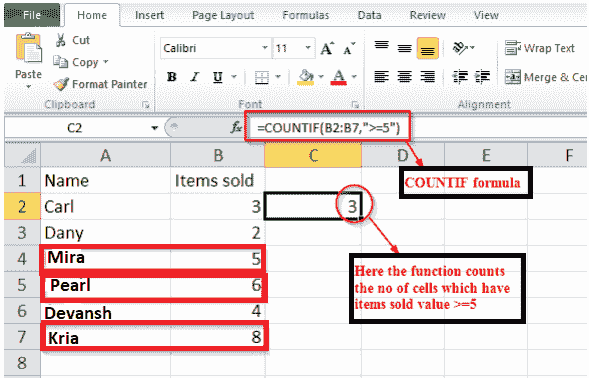 File Home Insert Page Layout Formulas Data Review View
Cut
Copy
Format Painter
Paste
Clipboard
Calibri 11 A A
B I U A
Font
Wrap Text
Merge & Cen
Alignment
C2 fx =COUNTIF(B2:B7,">=5")
A B C D E F
1 Name Items sold
2 Carl 3 3
3 Dany 2
4 Mira 5
5 Pearl 6
6 Devansh 4
7 Kria 8
8
COUNTIF formula
Here the function counts
the no of cells which have
items sold value >=5